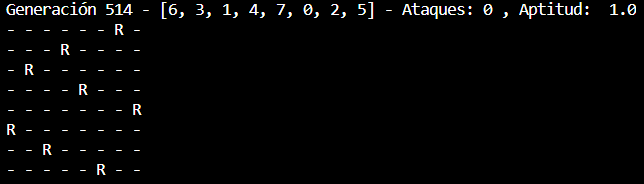 Generación 514 - [6, 3, 1, 4, 7, 0, 2, 5] - Ataques: 0 , Aptitud:  1.0
- - - - - - R -
- - - R - - - -
- R - - - - - -
- - - - R - - -
- - - - - - - R
R - - - - - - -
- - R - - - - -
- - - - - R - -